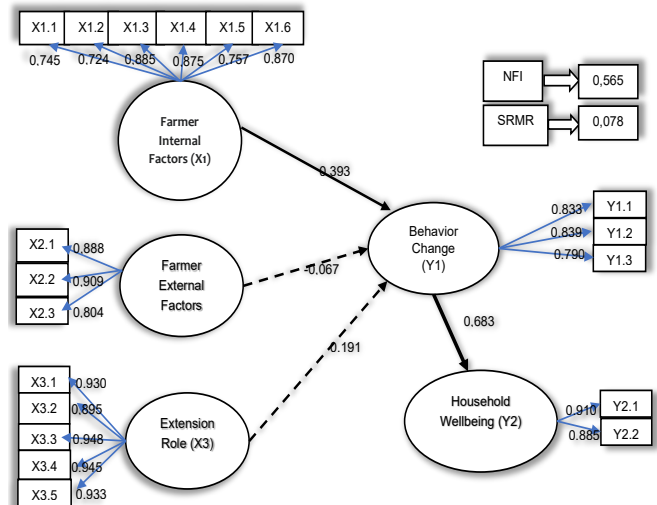 X1.1 X1.2 X1.3 X1.4 X1.5 X1.6
0.745 0.724 0.885 0.875 0.757 0.870
NFI 0,565
SRMR 0,078
Farmer
Internal
Factors (X1)
0.393
X2.1 0.888
X2.2 0.909
X2.3 0.804
Farmer
External
Factors
-0.067
Behavior
Change
(Y1)
0.833 Y1.1
0.839 Y1.2
0.790 Y1.3
0.191
0,683
X3.1 0.930
X3.2 0.895
X3.3 0.948
X3.4 0.945
X3.5 0.933
Extension
Role (X3)
Household
Wellbeing (Y2)
0.910 Y2.1
0.885 Y2.2